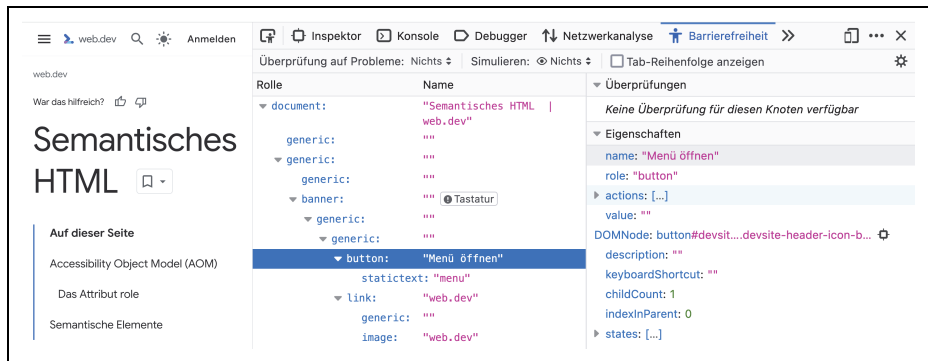 web.dev Anmelden
web.dev
War das hilfreich?
Semantisches
HTML
Auf dieser Seite
Accessibility Object Model (AOM)
Das Attribut role
Semantische Elemente
Inspektor Konsole Debugger Netzwerkanalyse Barrierefreiheit
Überprüfung auf Probleme: Nichts Simulieren: Nichts Tab-Reihenfolge anzeigen
Rolle Name
document: "Semantisches HTML |
web.dev"
generic: ""
generic: ""
generic: ""
banner: "" Tastatur
generic: ""
generic: ""
button: "Menü öffnen"
statictext: "menu"
link: "web.dev"
generic: ""
image: "web.dev"
Überprüfungen
Keine Überprüfung für diesen Knoten verfügbar
Eigenschaften
name: "Menü öffnen"
role: "button"
actions: […]
value: ""
DOMNode: button#devsit….devsite-header-icon-b…
description: ""
keyboardShortcut: ""
childCount: 1
indexInParent: 0
states: […]